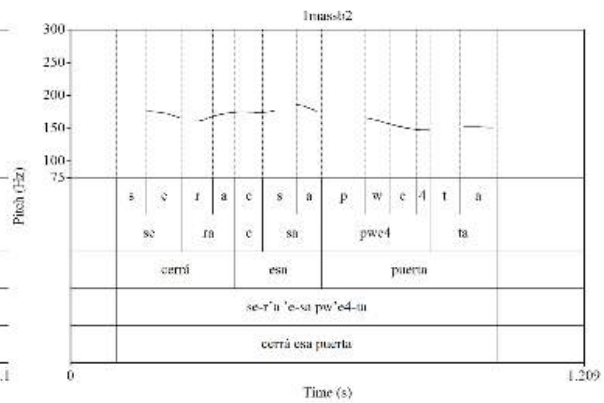 1massb2
300
250
200
150
100
75
Pitch (Hz)
s e r a e s a p w e 4 t a
se ra e sa pwe4 ta
cerrá esa puerta
se-r'a 'e-sa pw'e4-ta
cerrá esa puerta
.1 0 1.209
Time (s)